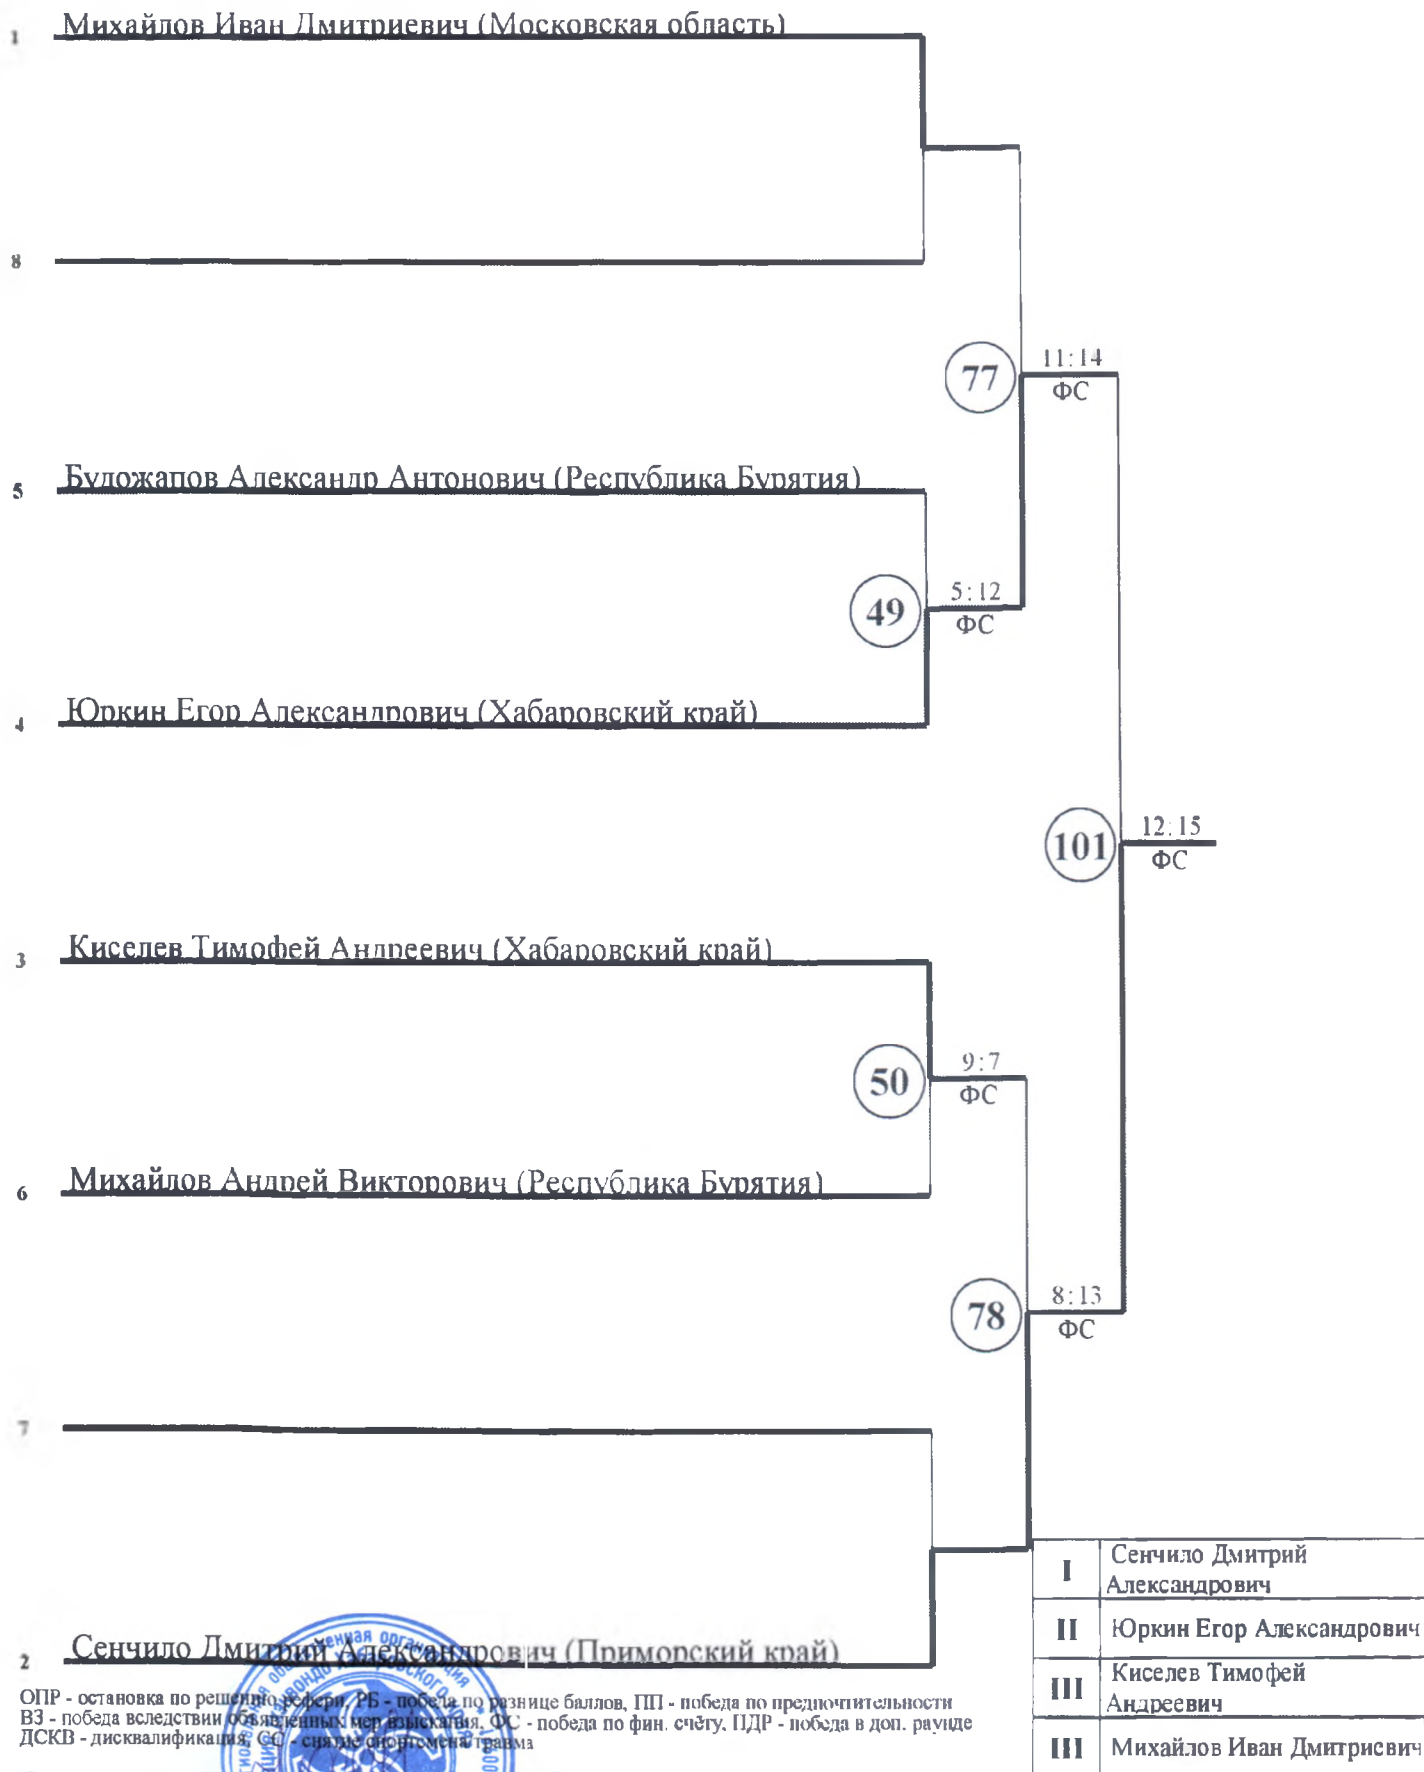 1 Михайлов Иван Дмитриевич (Московская область)
8
77 11:14
ФС
5 Будожапов Александр Антонович (Республика Бурятия)
49 5:12
ФС
4 Юркин Егор Александрович (Хабаровский край)
101 12:15
ФС
3 Киселев Тимофей Андреевич (Хабаровский край)
50 9:7
ФС
6 Михайлов Андрей Викторович (Республика Бурятия)
78 8:13
ФС
7
2 Сенчило Дмитрий Александрович (Приморский край)
I Сенчило Дмитрий
Александрович
II Юркин Егор Александрович
III Киселев Тимофей
Андреевич
III Михайлов Иван Дмитриевич
ОПР - остановка по решению рефери, РБ - победа по разнице баллов, ПП - победа по предпочтительности
ВЗ - победа вследствии объявленных мер взыскания, ФС - победа по фин. счёту, ПДР - победа в доп. раунде
ДСКВ - дисквалификация, СС - снятие спортсмена травма